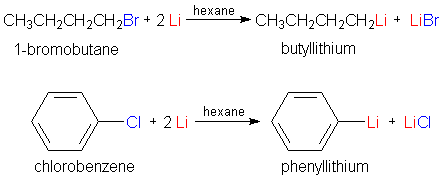 hexane
CH₃CH₂CH₂CH₂Br + 2 Li CH₃CH₂CH₂CH₂Li + LiBr
1-bromobutane butyllithium
hexane
Cl + 2 Li Li + LiCl
chlorobenzene phenyllithium